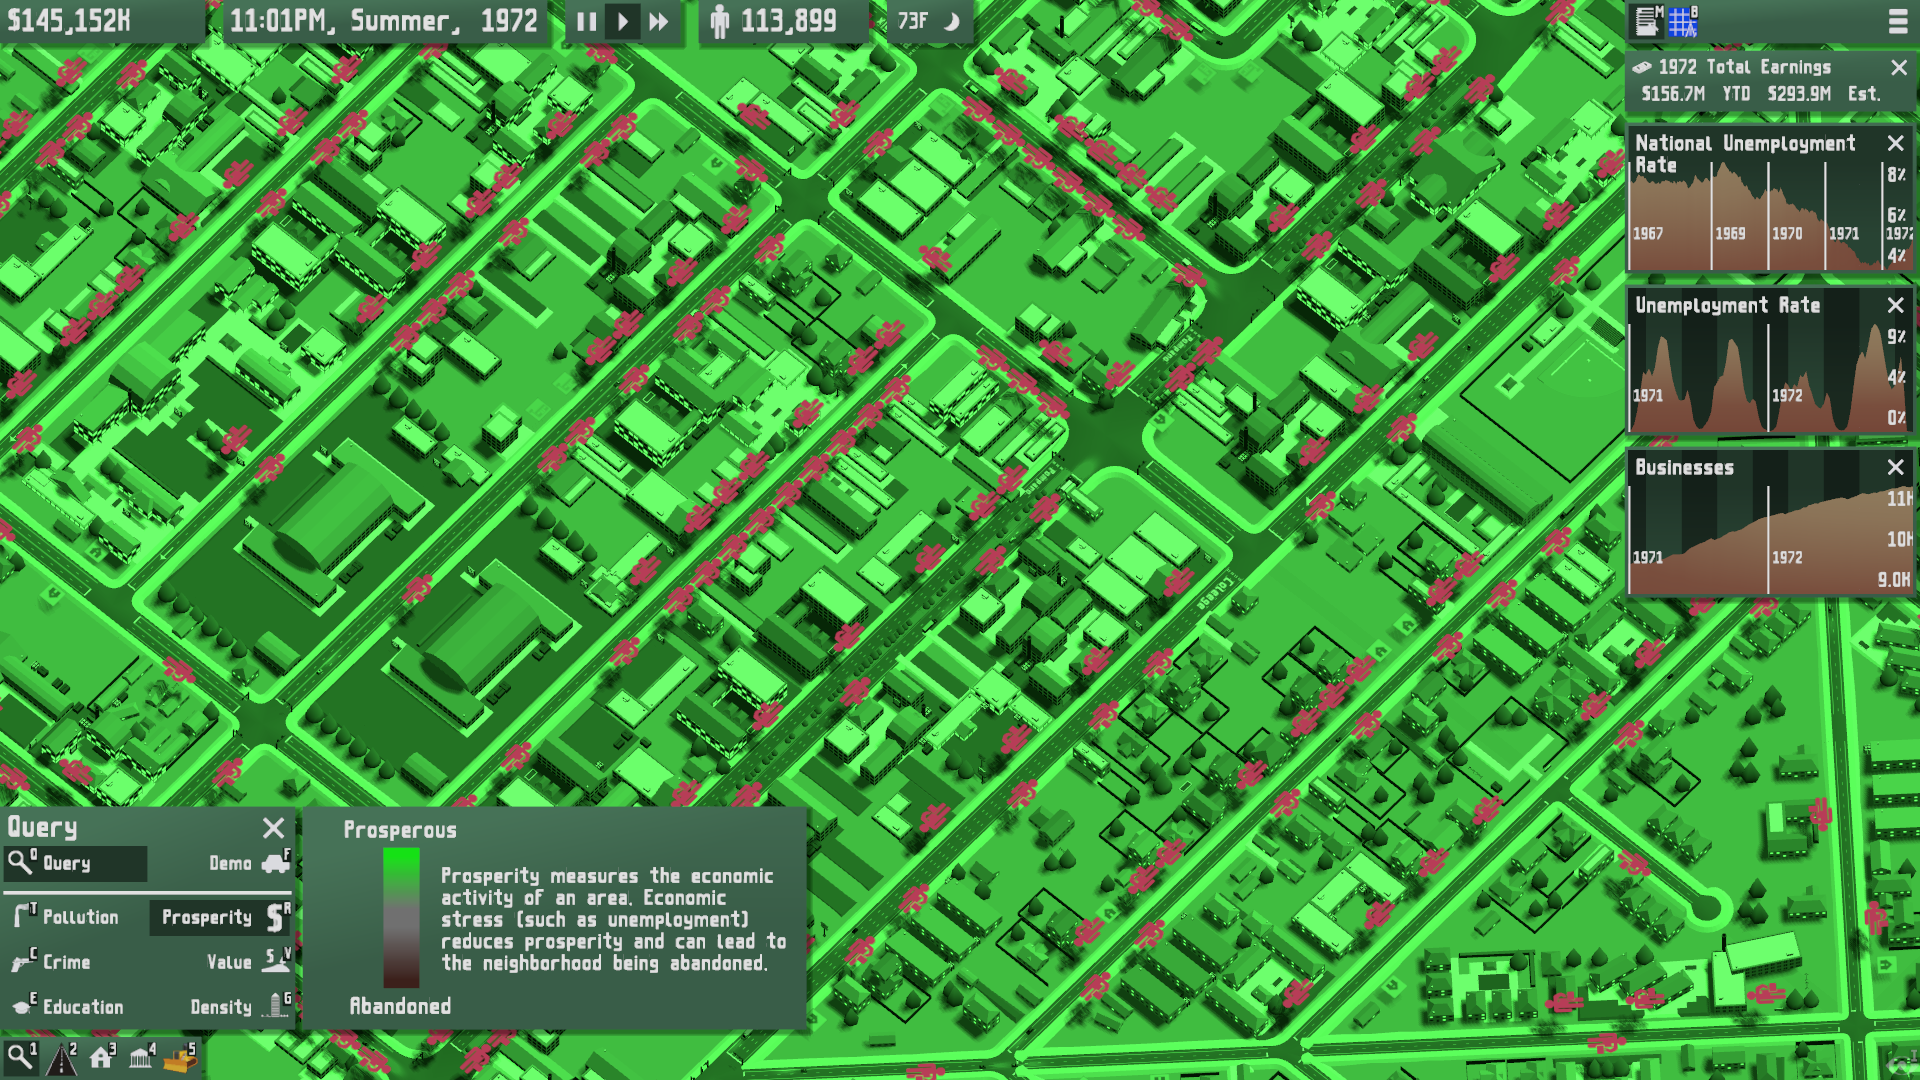 $145,152K
11:01PM, Summer, 1972
113,899
73F
M
B
1972 Total Earnings
$156.7M YTD $293.9M Est.
National Unemployment
Rate
8%
6%
4%
1967
1969
1970
1971
1972
Unemployment Rate
9%
4%
0%
1971
1972
Businesses
11K
10K
9.0K
1971
1972
College
Query
Q
Query
Demo
F
T
Pollution
Prosperity
R
C
Crime
Value
V
E
Education
Density
G
Prosperous
Prosperity measures the economic
activity of an area. Economic
stress (such as unemployment)
reduces prosperity and can lead to
the neighborhood being abandoned.
Abandoned
1
2
3
4
5